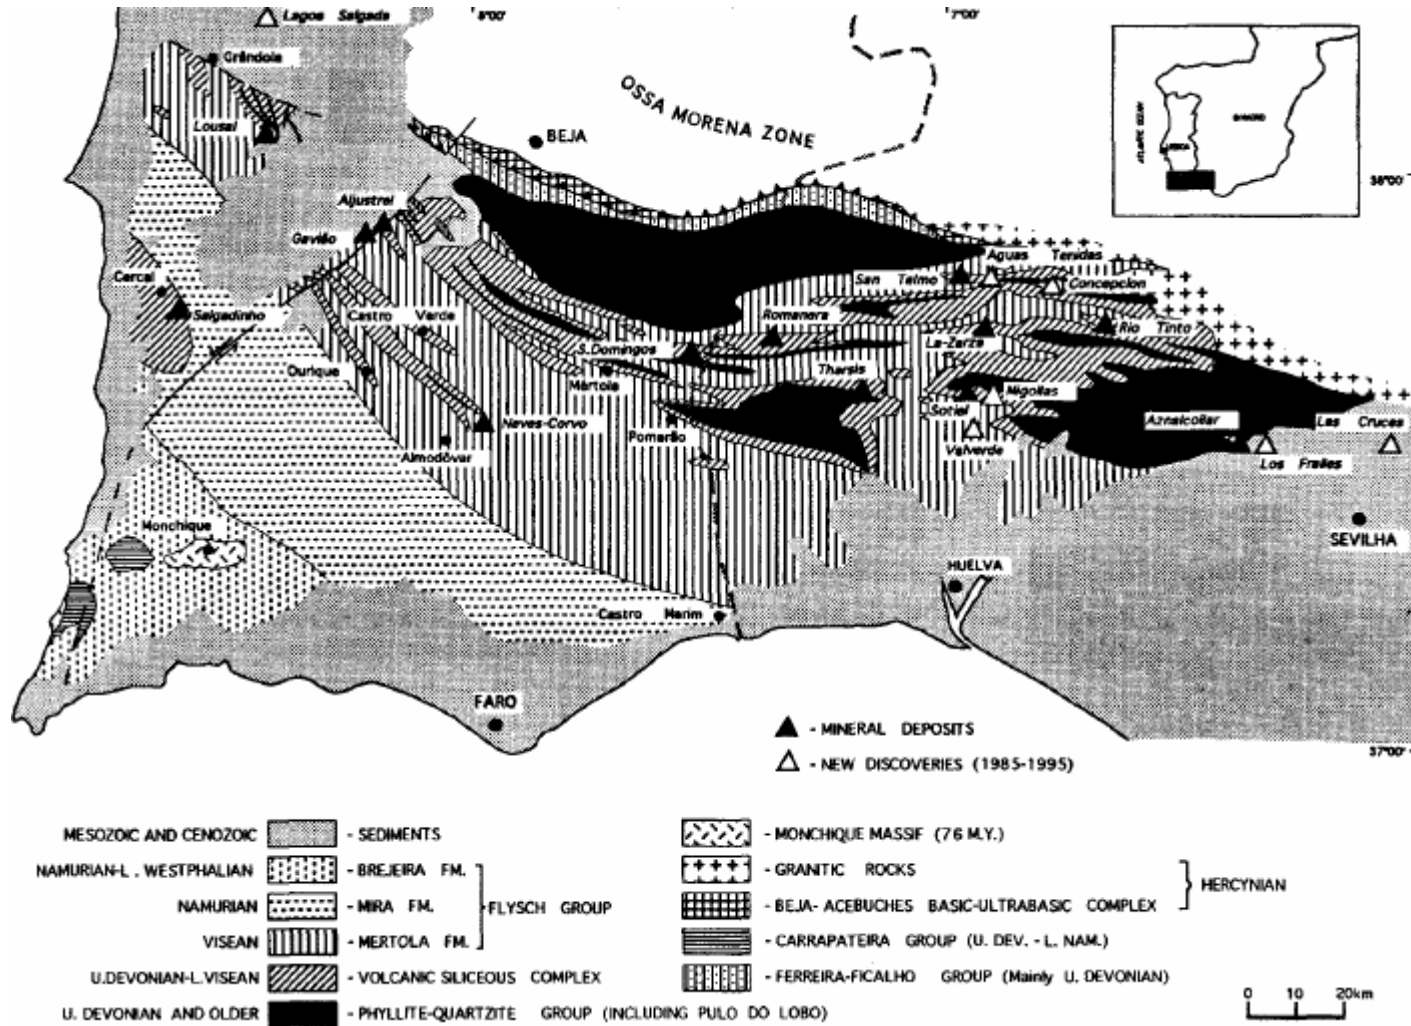 Lagoa Salgada
8°00'
7°00'
Grândola
Lousal
OSSA MORENA ZONE
BEJA
ATLANTIC OCEAN
38°00'
Aljustrel
Gavião
Cercal
Salgadinho
Castro Verde
Ourique
S.Domingos
Mértola
Romanera
San Telmo
Aguas Tenidas
Concepcion
La-Zarza
Rio Tinto
Tharsis
Sotiel
Migollas
Valverde
Aznalcollar
Las Cruces
Los Frailes
Neves-Corvo
Almodôvar
Pomarão
Monchique
SEVILHA
HUELVA
Castro Marim
FARO
37°00'
- MINERAL DEPOSITS
- NEW DISCOVERIES (1985-1995)
MESOZOIC AND CENOZOIC - SEDIMENTS
NAMURIAN-L . WESTPHALIAN - BREJEIRA FM.
NAMURIAN - MIRA FM.
FLYSCH GROUP
VISEAN - MERTOLA FM.
U.DEVONIAN-L.VISEAN - VOLCANIC SILICEOUS COMPLEX
U. DEVONIAN AND OLDER - PHYLLITE-QUARTZITE GROUP (INCLUDING PULO DO LOBO)
- MONCHIQUE MASSIF (76 M.Y.)
- GRANITIC ROCKS
HERCYNIAN
- BEJA- ACEBUCHES BASIC-ULTRABASIC COMPLEX
- CARRAPATEIRA GROUP (U. DEV. - L. NAM.)
- FERREIRA-FICALHO GROUP (Mainly U. DEVONIAN)
0 10 20km